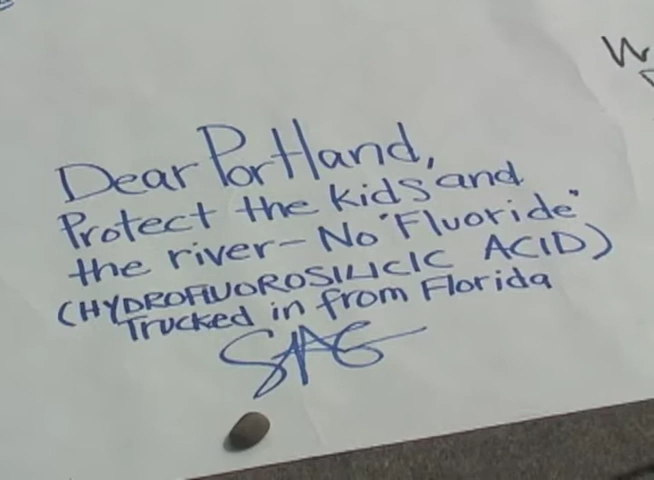 Dear Portland,
Protect the kids and
the river - No "Fluoride"
(HYDROFLUOROSILICIC ACID)
Trucked in from Florida